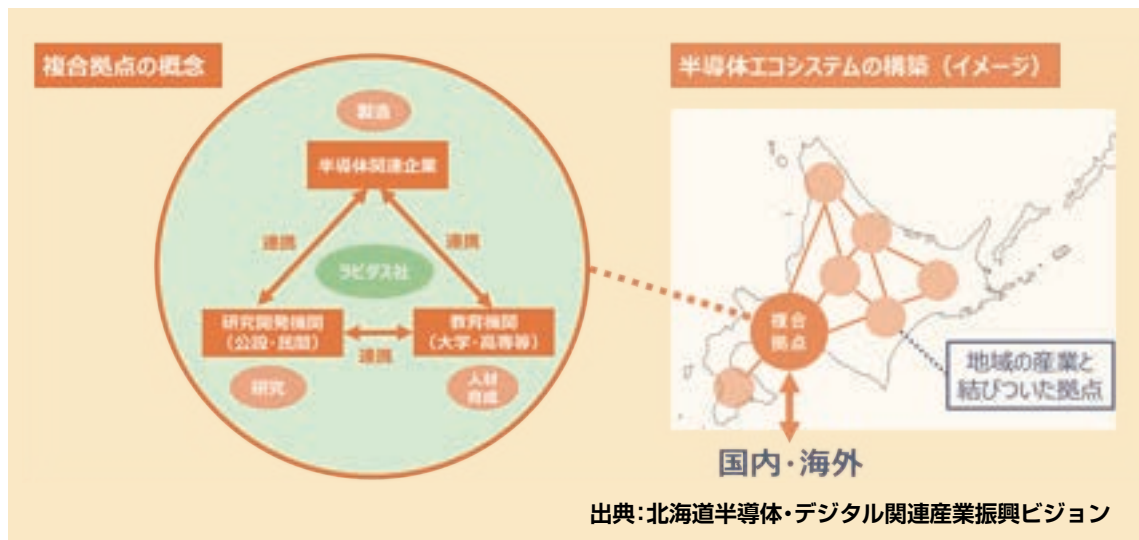 複合拠点の概念
製造
半導体関連企業
連携
連携
ラピダス社
研究開発機関
(公設・民間)
連携
教育機関
(大学・高専等)
研究
人材
育成
半導体エコシステムの構築(イメージ)
複合
拠点
地域の産業と
結びついた拠点
国内・海外
出典:北海道半導体・デジタル関連産業振興ビジョン